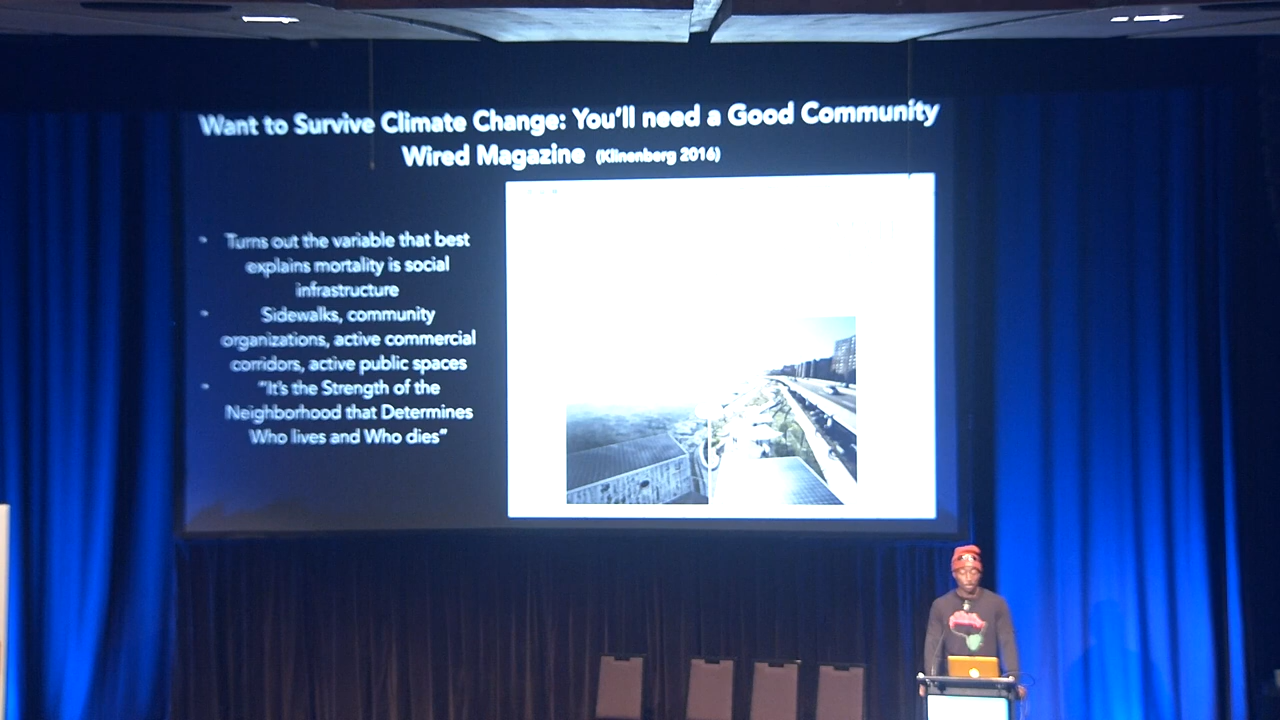 Want to Survive Climate Change: You'll need a Good Community
Wired Magazine (Klinenberg 2016)
• Turns out the variable that best
explains mortality is social
infrastructure
• Sidewalks, community
organizations, active commercial
corridors, active public spaces
• "It's the Strength of the
Neighborhood that Determines
Who lives and Who dies"